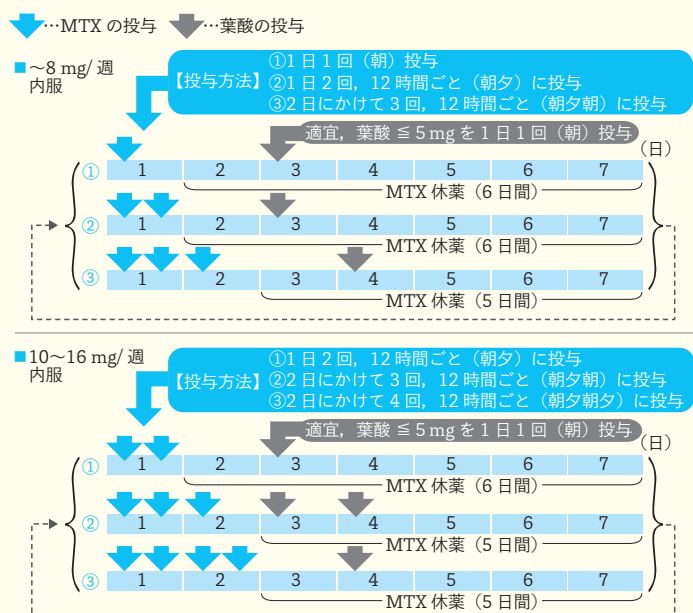 …MTX の投与 …葉酸の投与
■〜8 mg/ 週
内服
【投与方法】
①1 日 1 回（朝）投与
②1 日 2 回，12 時間ごと（朝夕）に投与
③2 日にかけて 3 回，12 時間ごと（朝夕朝）に投与
適宜，葉酸 ≦ 5 mg を 1 日 1 回（朝）投与
（日）
① 1 2 3 4 5 6 7
MTX 休薬（6 日間）
② 1 2 3 4 5 6 7
MTX 休薬（6 日間）
③ 1 2 3 4 5 6 7
MTX 休薬（5 日間）
■10〜16 mg/ 週
内服
【投与方法】
①1 日 2 回，12 時間ごと（朝夕）に投与
②2 日にかけて 3 回，12 時間ごと（朝夕朝）に投与
③2 日にかけて 4 回，12 時間ごと（朝夕朝夕）に投与
適宜，葉酸 ≦ 5 mg を 1 日 1 回（朝）投与
（日）
① 1 2 3 4 5 6 7
MTX 休薬（6 日間）
② 1 2 3 4 5 6 7
MTX 休薬（5 日間）
③ 1 2 3 4 5 6 7
MTX 休薬（5 日間）